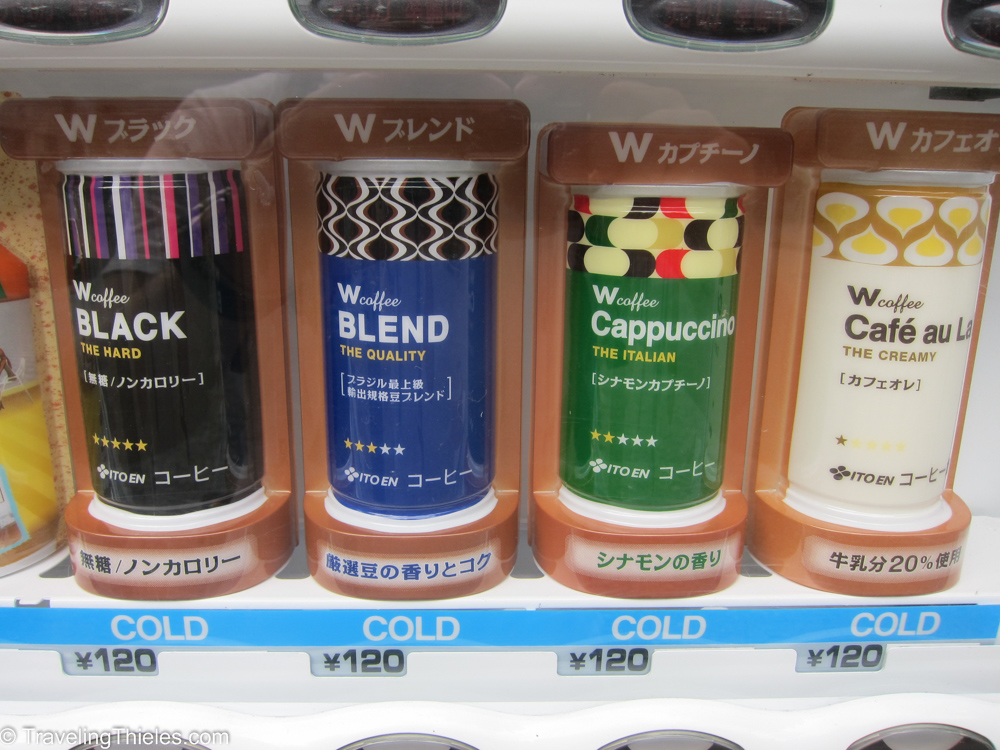 W ブラック
W ブレンド
W カプチーノ
W カフェオ
W coffee
BLACK
THE HARD
[無糖/ノンカロリー]
ITO EN コーヒー
無糖/ノンカロリー
W coffee
BLEND
THE QUALITY
[ブラジル最上級
輸出規格豆ブレンド]
ITO EN コーヒー
厳選豆の香りとコク
W coffee
Cappuccino
THE ITALIAN
[シナモンカプチーノ]
ITO EN コーヒー
シナモンの香り
W coffee
Café au La
THE CREAMY
[カフェオレ]
ITO EN コーヒー
牛乳分20%使用
COLD
COLD
COLD
COLD
¥120
¥120
¥120
¥120
© TravelingThieles.com